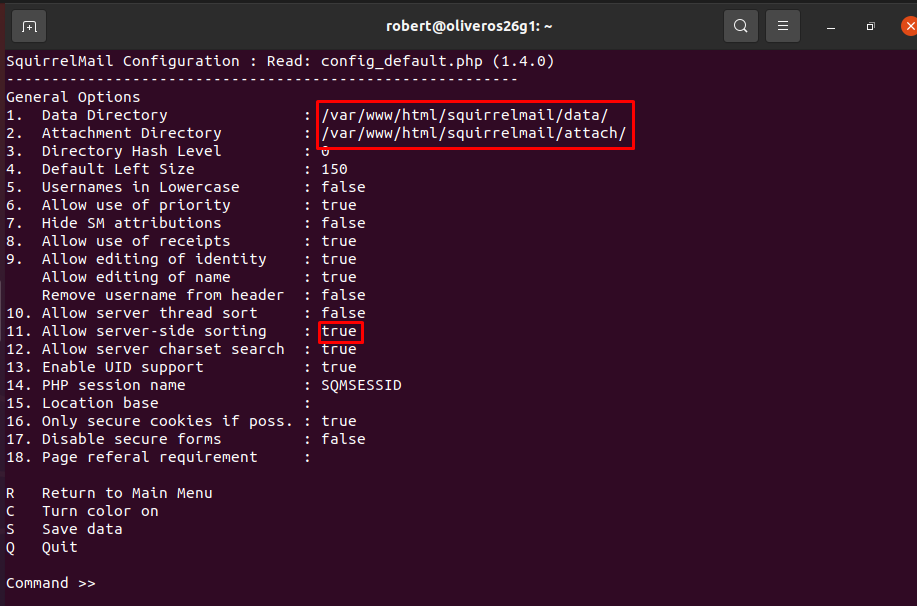 robert@oliveros26g1: ~
SquirrelMail Configuration : Read: config_default.php (1.4.0)
---------------------------------------------------------
General Options
1.  Data Directory              : /var/www/html/squirrelmail/data/
2.  Attachment Directory        : /var/www/html/squirrelmail/attach/
3.  Directory Hash Level        : 0
4.  Default Left Size           : 150
5.  Usernames in Lowercase      : false
6.  Allow use of priority       : true
7.  Hide SM attributions        : false
8.  Allow use of receipts       : true
9.  Allow editing of identity   : true
    Allow editing of name       : true
    Remove username from header : false
10. Allow server thread sort    : false
11. Allow server-side sorting   : true
12. Allow server charset search : true
13. Enable UID support          : true
14. PHP session name            : SQMSESSID
15. Location base               :
16. Only secure cookies if poss. : true
17. Disable secure forms        : false
18. Page referal requirement    :
R   Return to Main Menu
C   Turn color on
S   Save data
Q   Quit
Command >>